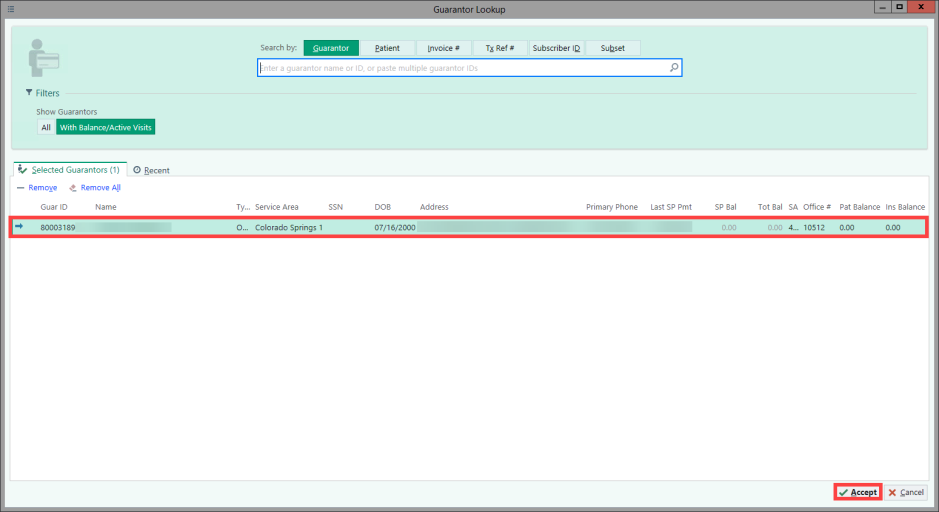 Guarantor Lookup
Search by: Guarantor Patient Invoice # Tx Ref # Subscriber ID Subset
Enter a guarantor name or ID, or paste multiple guarantor IDs
Filters
Show Guarantors
All With Balance/Active Visits
Selected Guarantors (1) Recent
Remove Remove All
Guar ID Name Ty... Service Area SSN DOB Address Primary Phone Last SP Pmt SP Bal Tot Bal SA Office # Pat Balance Ins Balance
80003189 O... Colorado Springs 1 07/16/2000 0.00 0.00 4... 10512 0.00 0.00
Accept Cancel